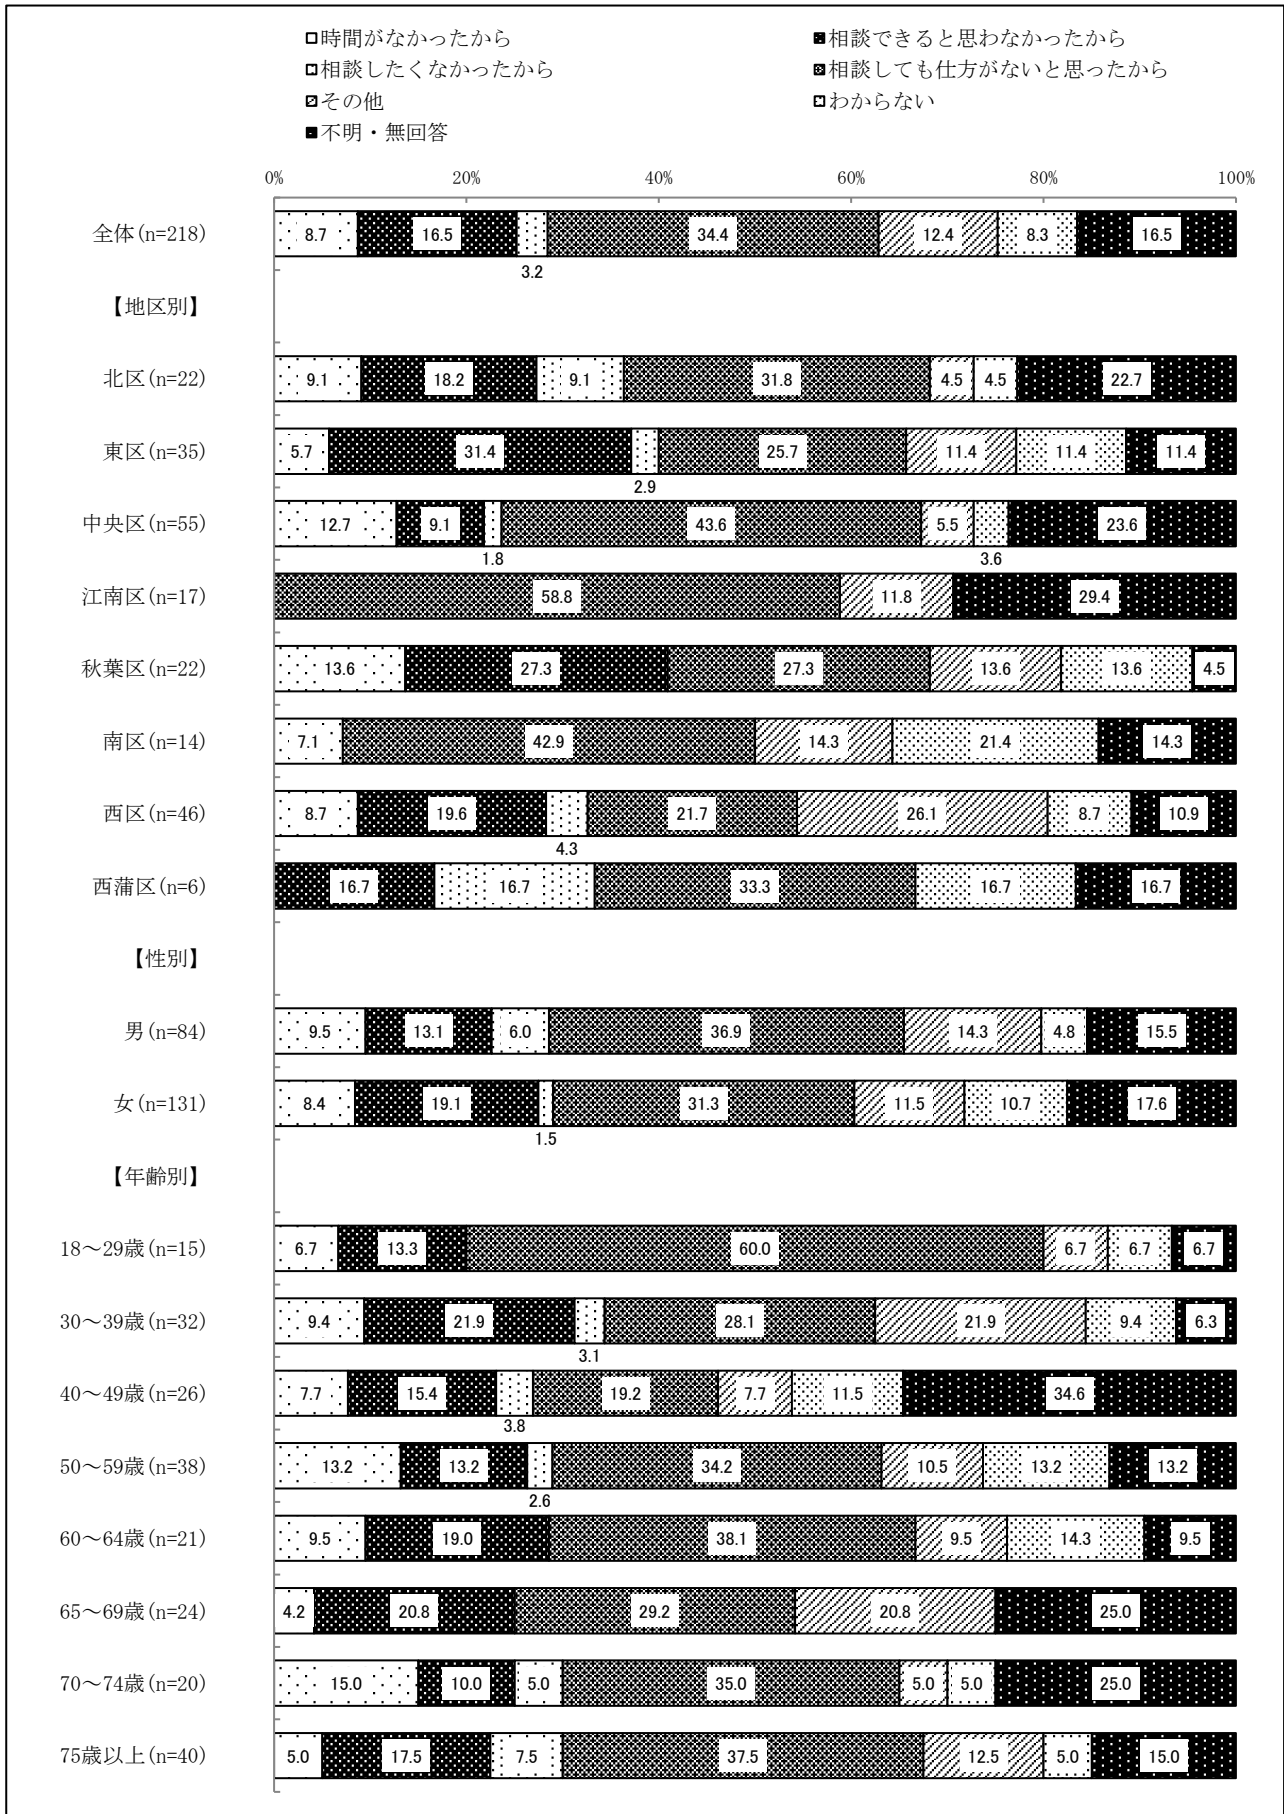 □時間がなかったから ■相談できると思わなかったから
□相談したくなかったから ▩相談しても仕方がないと思ったから
▨その他 □わからない
■不明・無回答
0% 20% 40% 60% 80% 100%
全体(n=218) 8.7 16.5 34.4 12.4 8.3 16.5
3.2
【地区別】
北区(n=22) 9.1 18.2 9.1 31.8 4.5 4.5 22.7
東区(n=35) 5.7 31.4 25.7 11.4 11.4 11.4
2.9
中央区(n=55) 12.7 9.1 43.6 5.5 23.6
1.8 3.6
江南区(n=17) 58.8 11.8 29.4
秋葉区(n=22) 13.6 27.3 27.3 13.6 13.6 4.5
南区(n=14) 7.1 42.9 14.3 21.4 14.3
西区(n=46) 8.7 19.6 21.7 26.1 8.7 10.9
4.3
西蒲区(n=6) 16.7 16.7 33.3 16.7 16.7
【性別】
男(n=84) 9.5 13.1 6.0 36.9 14.3 4.8 15.5
女(n=131) 8.4 19.1 31.3 11.5 10.7 17.6
1.5
【年齢別】
18～29歳(n=15) 6.7 13.3 60.0 6.7 6.7 6.7
30～39歳(n=32) 9.4 21.9 28.1 21.9 9.4 6.3
3.1
40～49歳(n=26) 7.7 15.4 19.2 7.7 11.5 34.6
3.8
50～59歳(n=38) 13.2 13.2 34.2 10.5 13.2 13.2
2.6
60～64歳(n=21) 9.5 19.0 38.1 9.5 14.3 9.5
65～69歳(n=24) 4.2 20.8 29.2 20.8 25.0
70～74歳(n=20) 15.0 10.0 5.0 35.0 5.0 5.0 25.0
75歳以上(n=40) 5.0 17.5 7.5 37.5 12.5 5.0 15.0